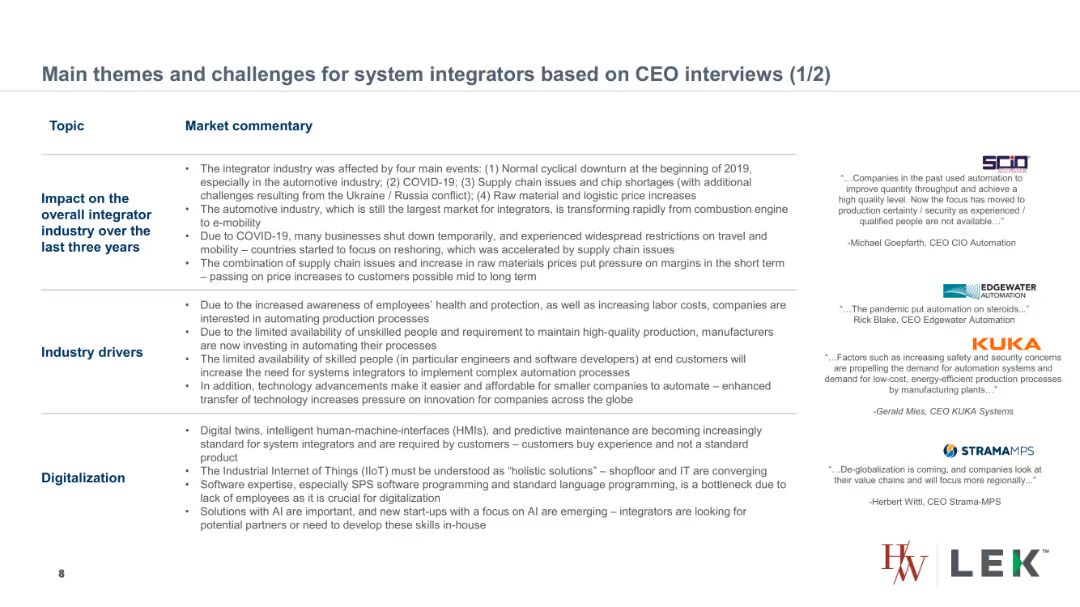 Main themes and challenges for system integrators based on CEO interviews (1/2)
Topic
Market commentary
Impact on the
overall integrator
industry over the
last three years
• The integrator industry was affected by four main events: (1) Normal cyclical downturn at the beginning of 2019,
especially in the automotive industry; (2) COVID-19; (3) Supply chain issues and chip shortages (with additional
challenges resulting from the Ukraine / Russia conflict); (4) Raw material and logistic price increases
• The automotive industry, which is still the largest market for integrators, is transforming rapidly from combustion engine
to e-mobility
• Due to COVID-19, many businesses shut down temporarily, and experienced widespread restrictions on travel and
mobility – countries started to focus on reshoring, which was accelerated by supply chain issues
• The combination of supply chain issues and increase in raw materials prices put pressure on margins in the short term
– passing on price increases to customers possible mid to long term
Industry drivers
• Due to the increased awareness of employees' health and protection, as well as increasing labor costs, companies are
interested in automating production processes
• Due to the limited availability of unskilled people and requirement to maintain high-quality production, manufacturers
are now investing in automating their processes
• The limited availability of skilled people (in particular engineers and software developers) at end customers will
increase the need for systems integrators to implement complex automation processes
• In addition, technology advancements make it easier and affordable for smaller companies to automate – enhanced
transfer of technology increases pressure on innovation for companies across the globe
Digitalization
• Digital twins, intelligent human-machine-interfaces (HMIs), and predictive maintenance are becoming increasingly
standard for system integrators and are required by customers – customers buy experience and not a standard
product
• The Industrial Internet of Things (IIoT) must be understood as "holistic solutions" – shopfloor and IT are converging
• Software expertise, especially SPS software programming and standard language programming, is a bottleneck due to
lack of employees as it is crucial for digitalization
• Solutions with AI are important, and new start-ups with a focus on AI are emerging – integrators are looking for
potential partners or need to develop these skills in-house
SCIO
"…Companies in the past used automation to
improve quantity throughput and achieve a
high quality level. Now the focus has moved to
production certainty / security as experienced /
qualified people are not available…"
-Michael Goepfarth, CEO CIO Automation
EDGEWATER
AUTOMATION
"…The pandemic put automation on steroids..."
Rick Blake, CEO Edgewater Automation
KUKA
"…Factors such as increasing safety and security concerns
are propelling the demand for automation systems and
demand for low-cost, energy-efficient production processes
by manufacturing plants…"
-Gerald Mies, CEO KUKA Systems
STRAMAMPS
"…De-globalization is coming, and companies look at
their value chains and will focus more regionally..."
-Herbert Wittl, CEO Strama-MPS
8
HW
LEK™